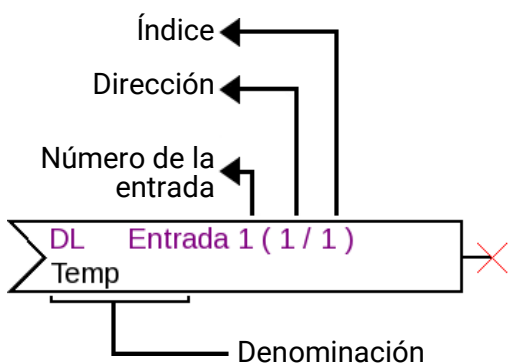 Índice
Dirección
Número de la
entrada
DL Entrada 1 ( 1 / 1 )
Temp
Denominación